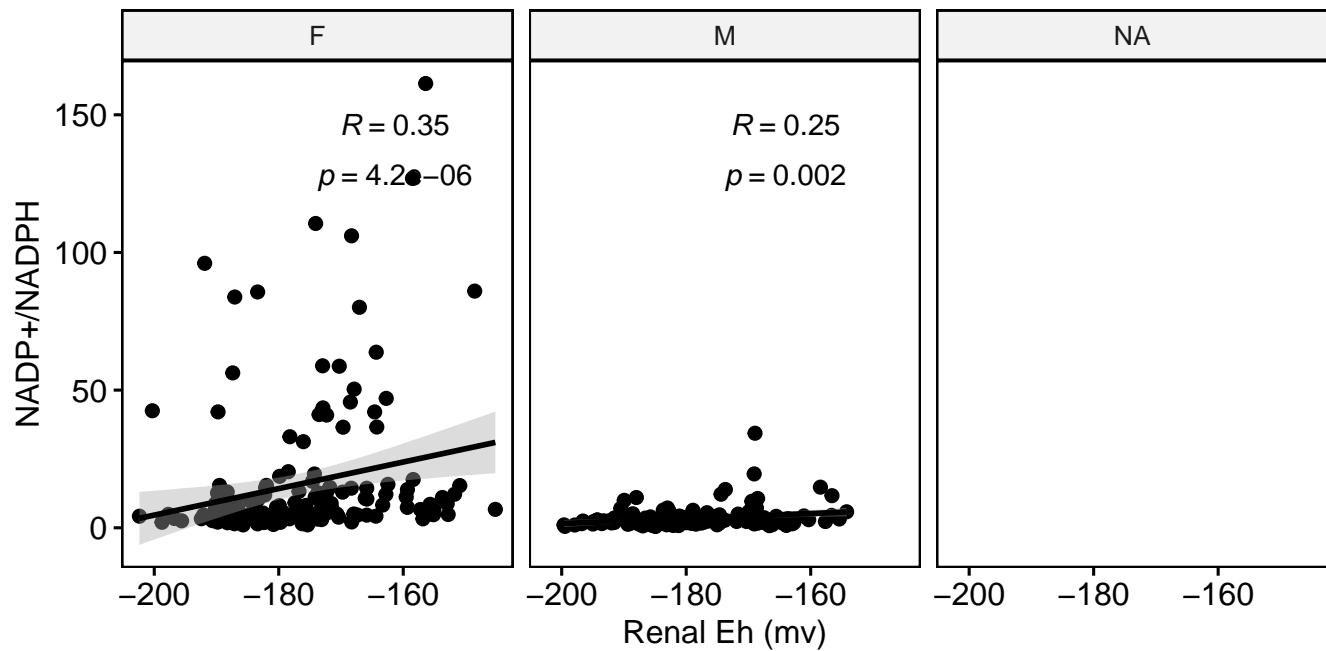 F
M
NA
R = 0.35
p = 4.2e−06
R = 0.25
p = 0.002
NADP+/NADPH
150
100
50
0
−200 −180 −160
−200 −180 −160
−200 −180 −160
Renal Eh (mv)